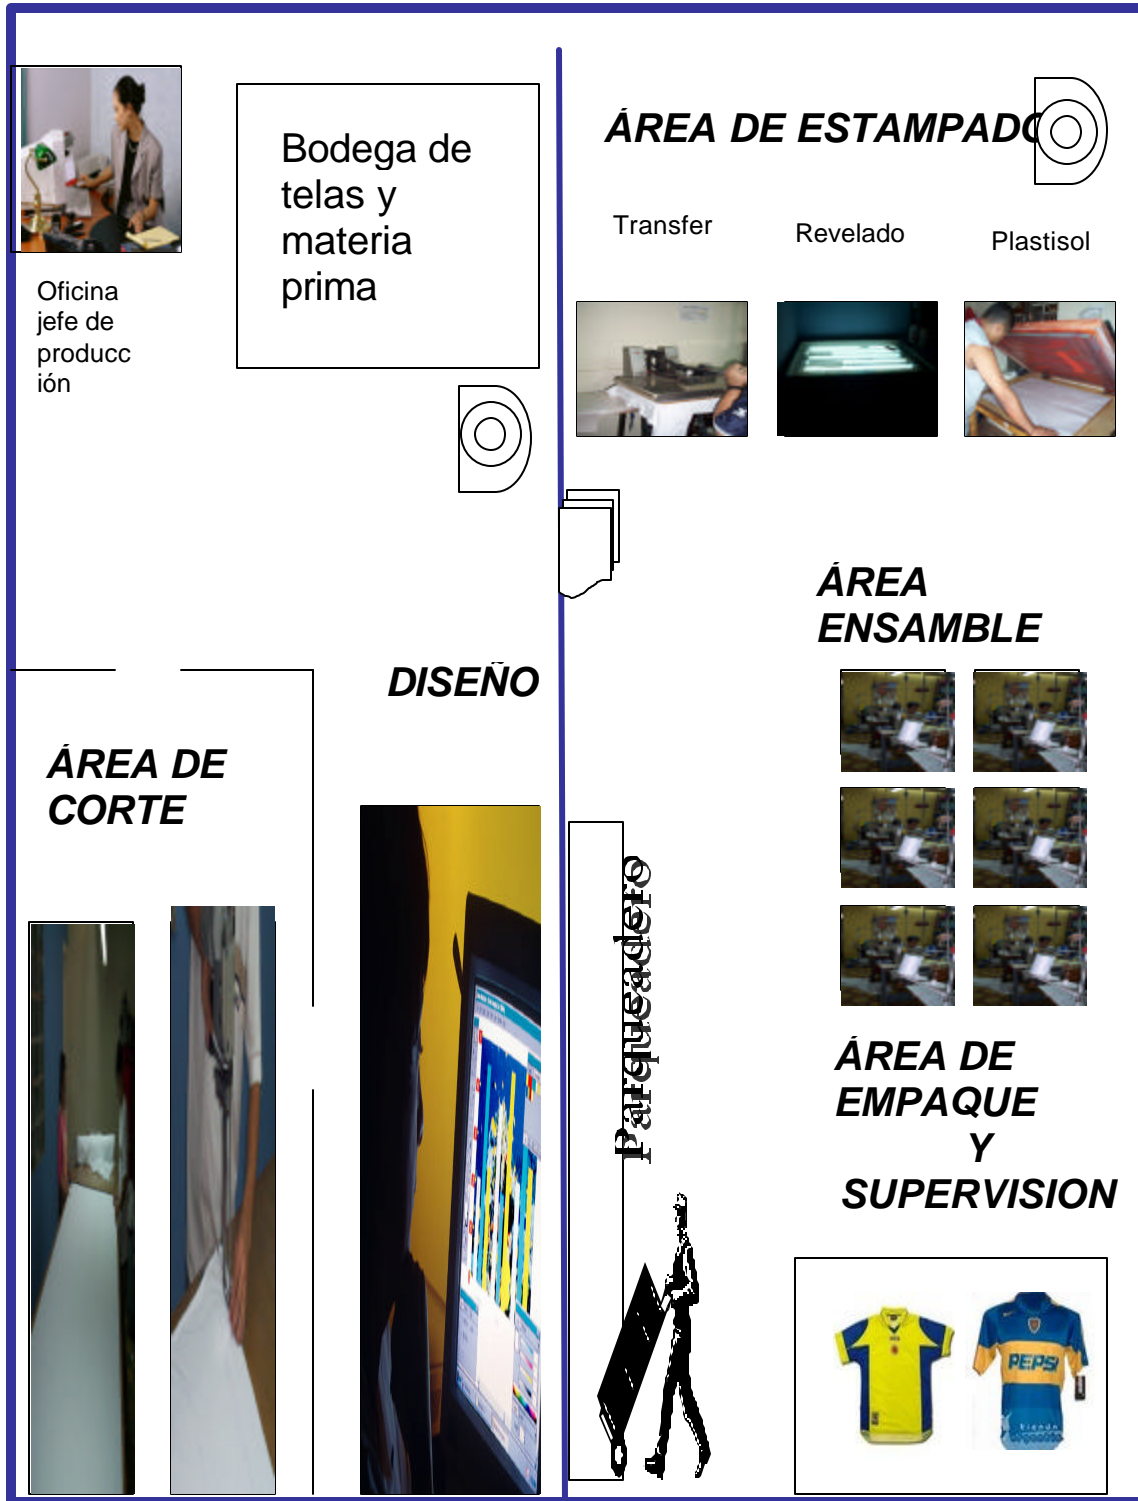 Oficina
jefe de
producc
ión
Bodega de
telas y
materia
prima
ÁREA DE ESTAMPADO
Transfer
Revelado
Plastisol
ÁREA
ENSAMBLE
DISEÑO
ÁREA DE
CORTE
Parqueadero
ÁREA DE
EMPAQUE
Y
SUPERVISION
PEPSI